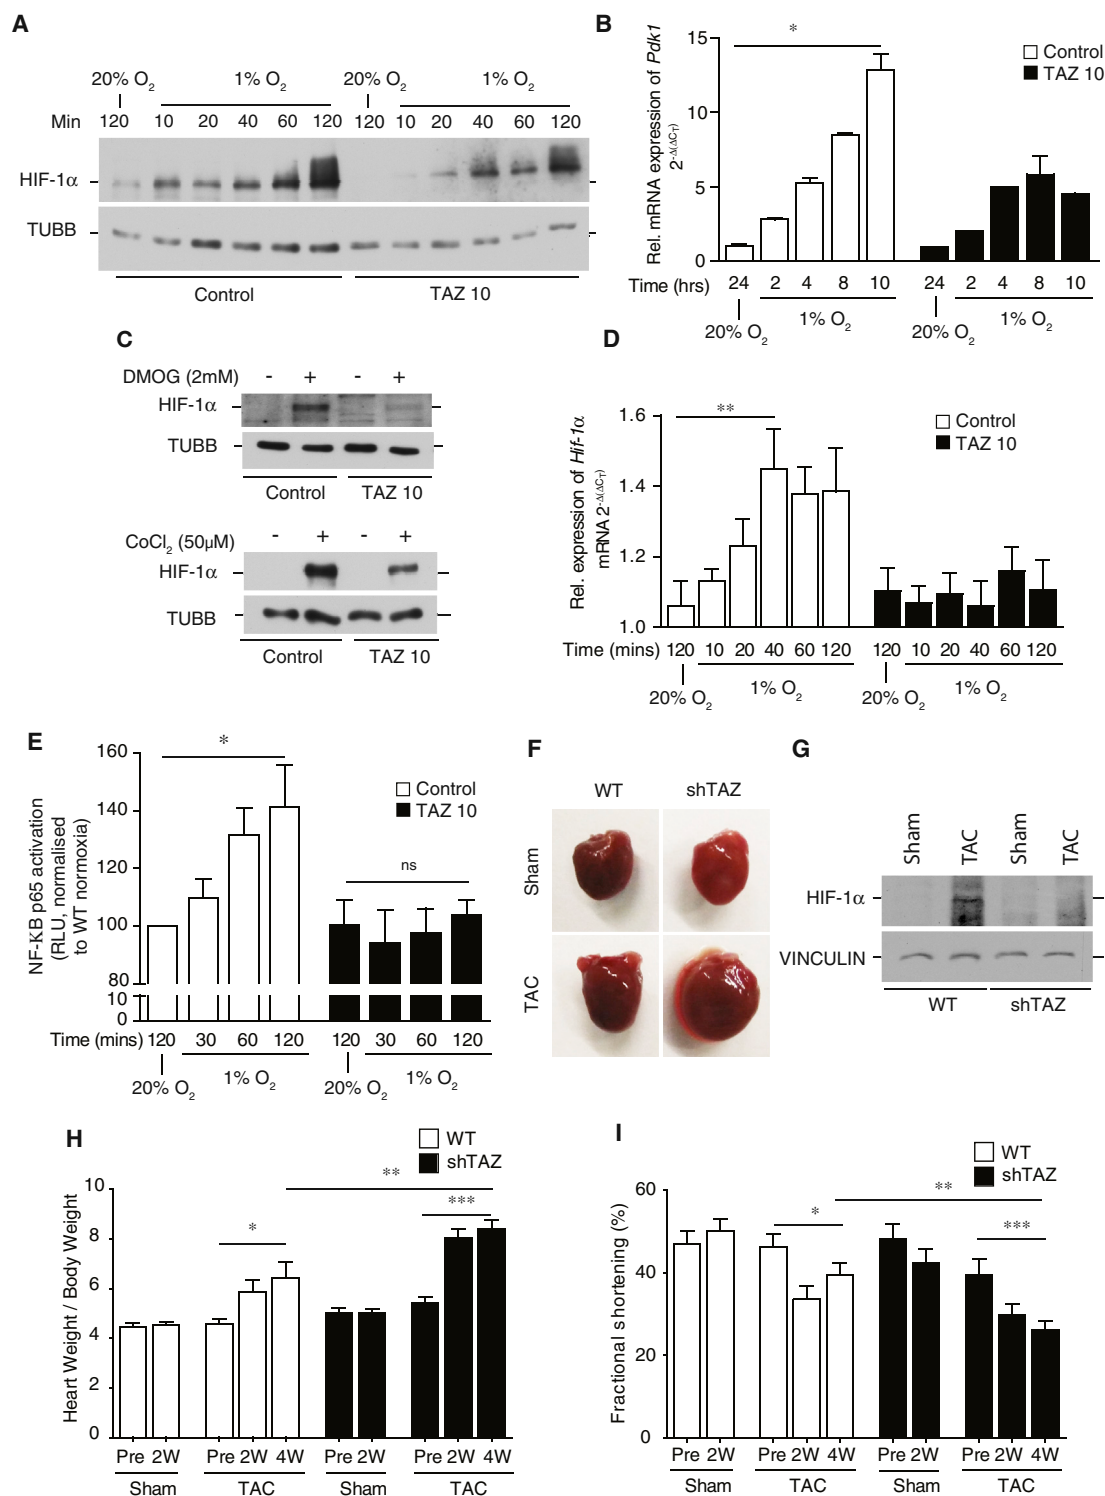 A
20% O2 1% O2 20% O2 1% O2
Min 120 10 20 40 60 120 120 10 20 40 60 120
HIF-1α
TUBB
Control TAZ 10
B
Rel. mRNA expression of Pdk1
2-Δ(ΔCT)
15
10
5
0
*
Control
TAZ 10
Time (hrs) 24 2 4 8 10 24 2 4 8 10
20% O2 1% O2 20% O2 1% O2
C
DMOG (2mM) - + - +
HIF-1α
TUBB
Control TAZ 10
CoCl2 (50µM) - + - +
HIF-1α
TUBB
Control TAZ 10
D
Rel. expression of Hif-1α
mRNA 2-Δ(ΔCT)
1.6
1.4
1.2
1.0
**
Control
TAZ 10
Time (mins) 120 10 20 40 60 120 120 10 20 40 60 120
20% O2 1% O2 20% O2 1% O2
E
NF-KB p65 activation
(RLU, normalised
to WT normoxia)
160
140
120
100
80
10
0
*
ns
Control
TAZ 10
Time (mins) 120 30 60 120 120 30 60 120
20% O2 1% O2 20% O2 1% O2
F
WT shTAZ
Sham
TAC
G
Sham TAC Sham TAC
HIF-1α
VINCULIN
WT shTAZ
H
WT
shTAZ
Heart Weight / Body Weight
10
8
6
4
2
0
*
**
***
Pre 2W Pre 2W 4W Pre 2W Pre 2W 4W
Sham TAC Sham TAC
I
WT
shTAZ
Fractional shortening (%)
60
40
20
0
*
**
***
Pre 2W Pre 2W 4W Pre 2W Pre 2W 4W
Sham TAC Sham TAC